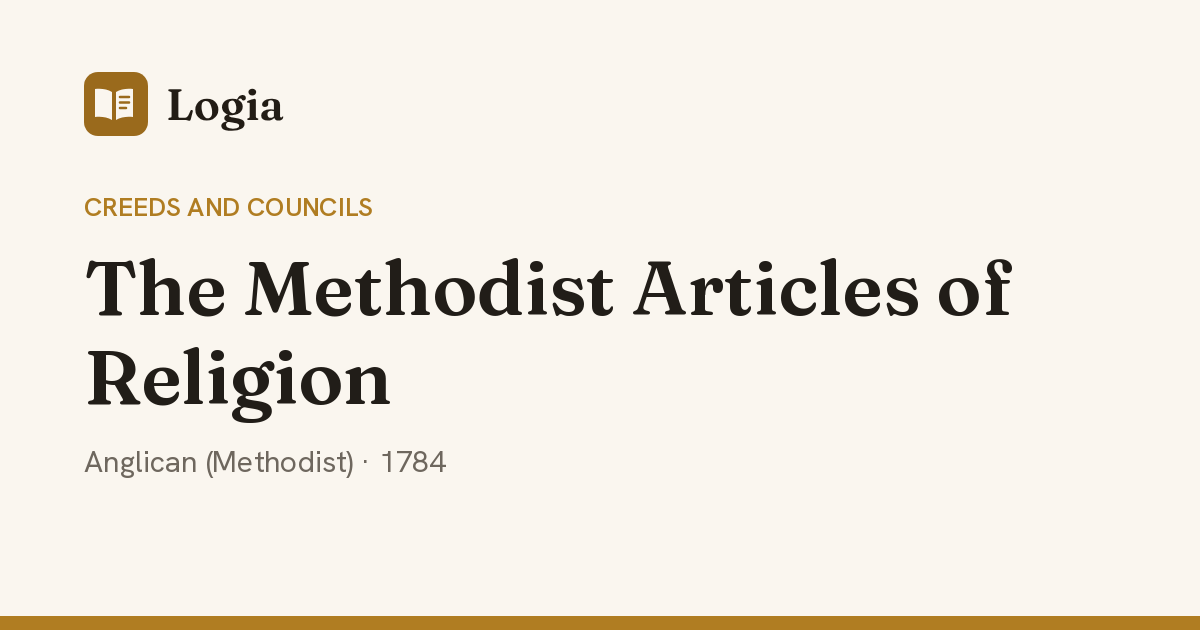 Logia
CREEDS AND COUNCILS
The Methodist Articles of
Religion
Anglican (Methodist) · 1784